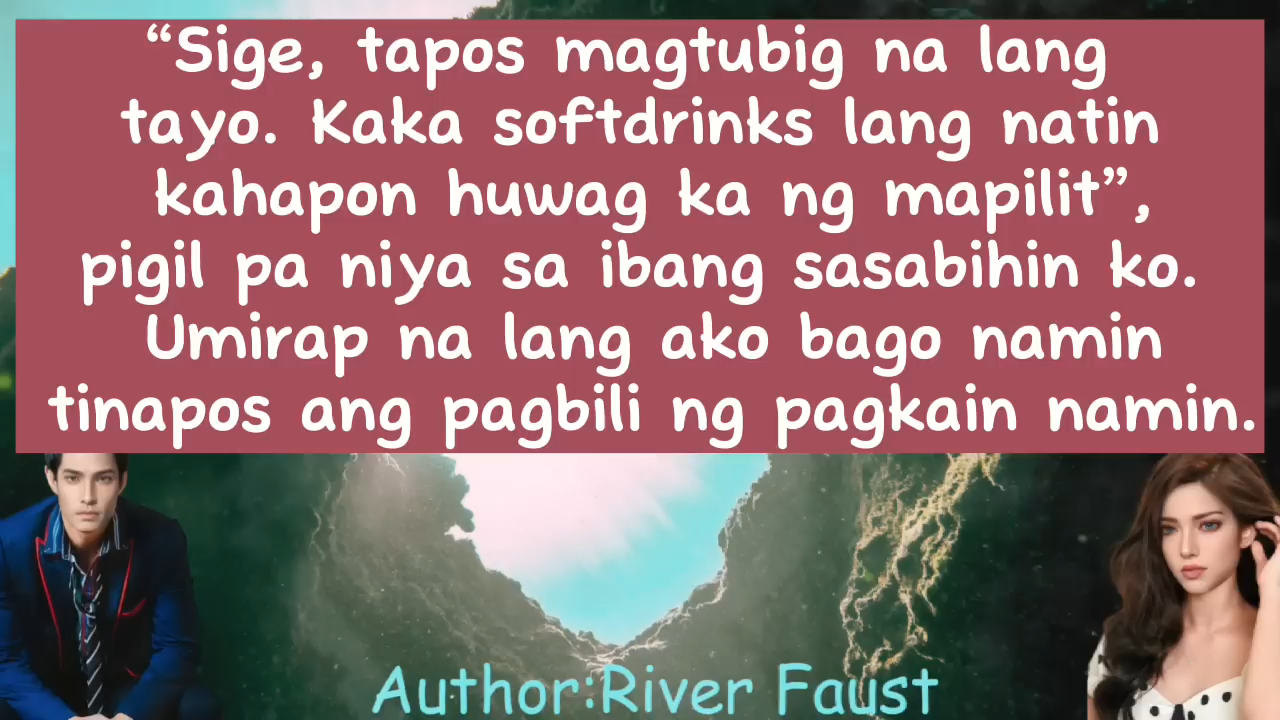 “Sige, tapos magtubig na lang
tayo. Kaka softdrinks lang natin
kahapon huwag ka ng mapilit”,
pigil pa niya sa ibang sasabihin ko.
Umirap na lang ako bago namin
tinapos ang pagbili ng pagkain namin.
Author:River Faust